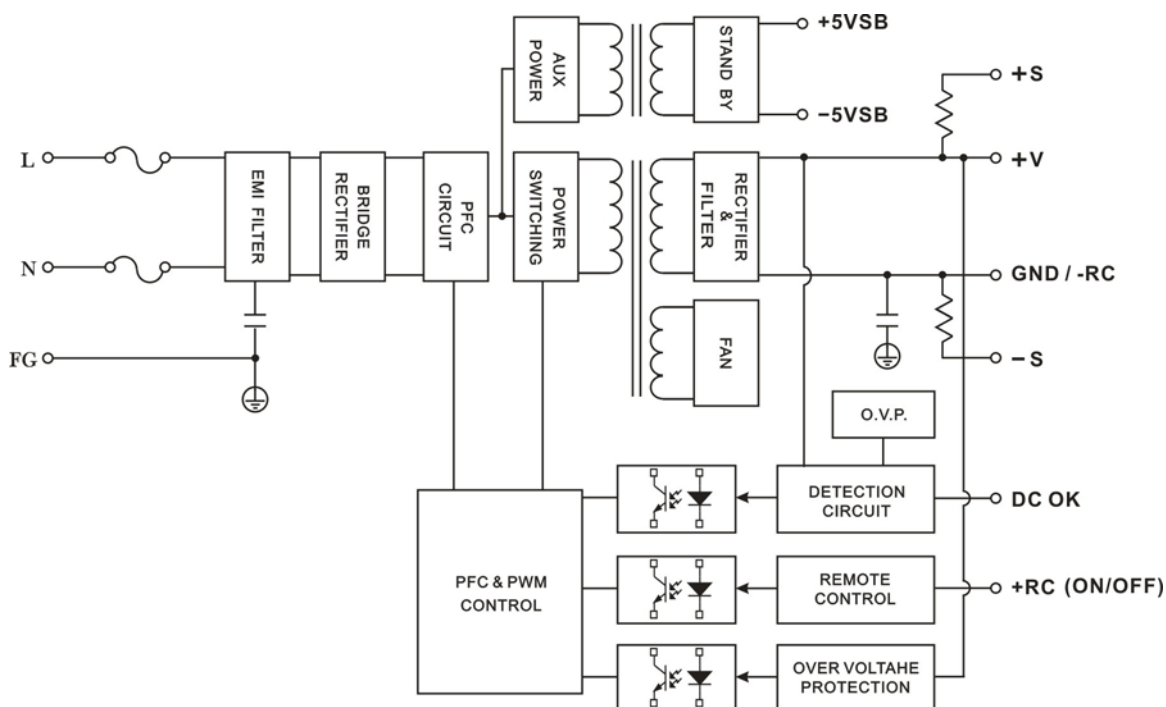 AUX
POWER
STAND BY
+5VSB
−5VSB
+S
L
EMI FILTER
BRIDGE
RECTIFIER
PFC
CIRCUIT
POWER
SWITCHING
RECTIFIER
&
FILTER
+V
N
GND / -RC
FG
FAN
−S
O.V.P.
DETECTION
CIRCUIT
DC OK
PFC & PWM
CONTROL
REMOTE
CONTROL
+RC (ON/OFF)
OVER VOLTAHE
PROTECTION